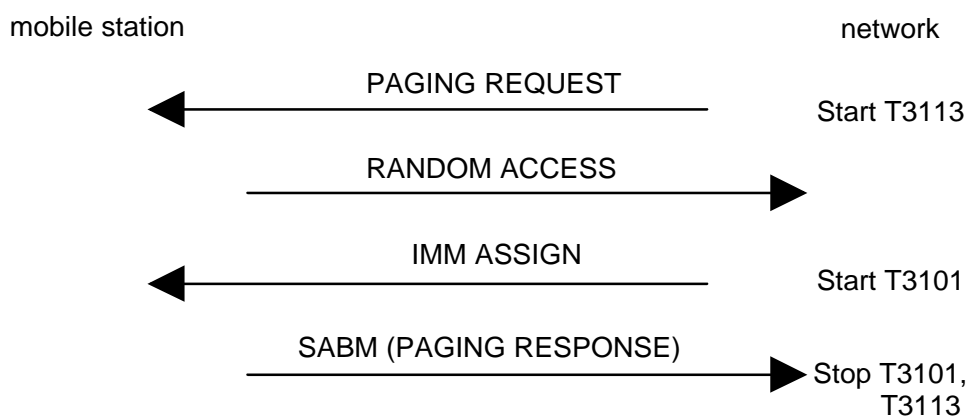 mobile station
network
PAGING REQUEST
Start T3113
RANDOM ACCESS
IMM ASSIGN
Start T3101
SABM (PAGING RESPONSE)
Stop T3101,
T3113